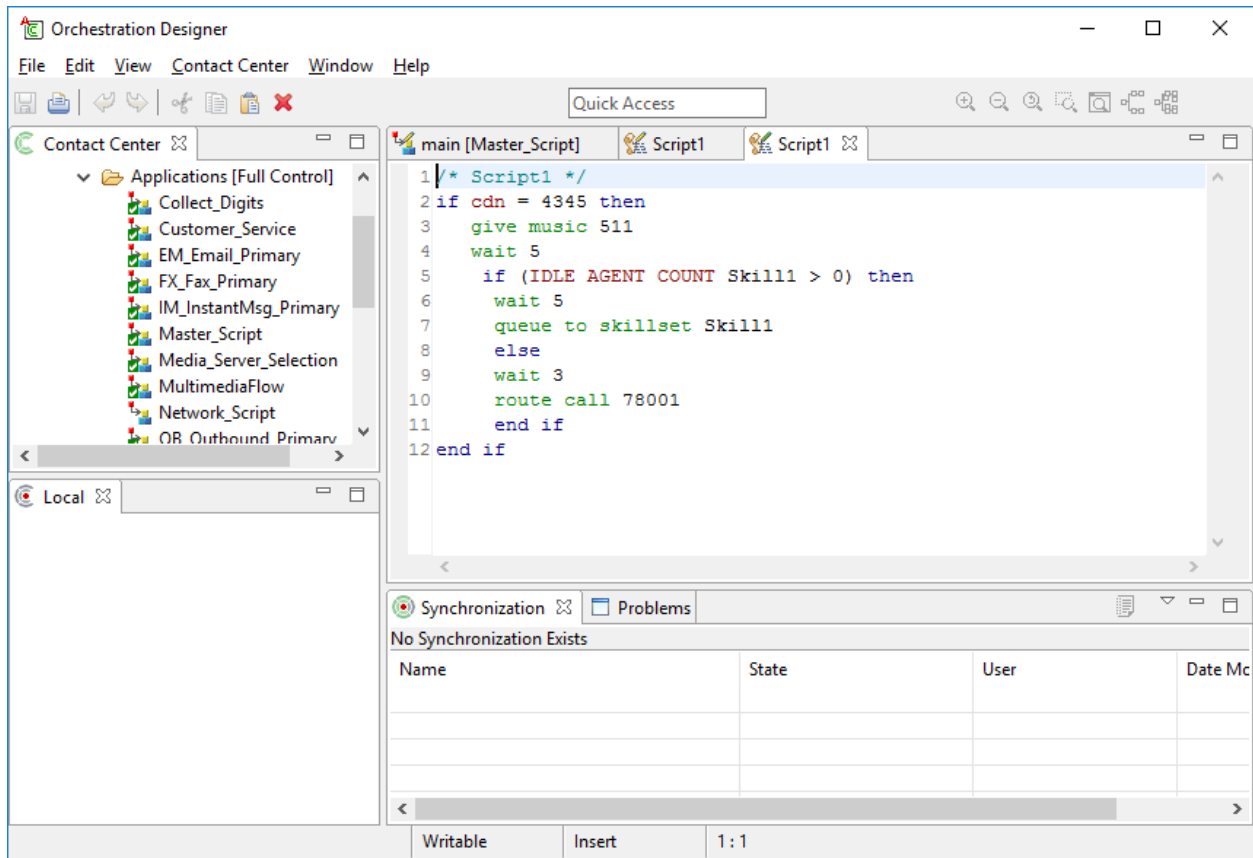 Orchestration Designer
File Edit View Contact Center Window Help
Quick Access
Contact Center
Applications [Full Control]
Collect_Digits
Customer_Service
EM_Email_Primary
FX_Fax_Primary
IM_InstantMsg_Primary
Master_Script
Media_Server_Selection
MultimediaFlow
Network_Script
OB_Outbound_Primary
Local
main [Master_Script] Script1 Script1
1 /* Script1 */
2 if cdn = 4345 then
3 give music 511
4 wait 5
5 if (IDLE AGENT COUNT Skill1 > 0) then
6 wait 5
7 queue to skillset Skill1
8 else
9 wait 3
10 route call 78001
11 end if
12 end if
Synchronization Problems
No Synchronization Exists
Name State User Date Mc
Writable Insert 1 : 1